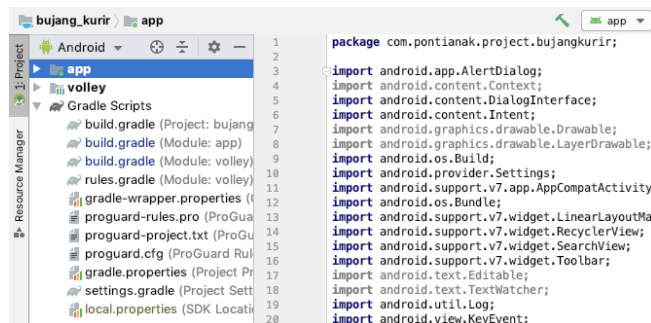 bujang_kurir app
app
1: Project
Resource Manager
Android
app
volley
Gradle Scripts
build.gradle (Project: bujang
build.gradle (Module: app)
build.gradle (Module: volley)
rules.gradle (Module: volley)
gradle-wrapper.properties (
proguard-rules.pro (ProGua
proguard-project.txt (ProGu
proguard.cfg (ProGuard Rul
gradle.properties (Project Pr
settings.gradle (Project Sett
local.properties (SDK Locati
1 package com.pontianak.project.bujangkurir;
2
3 import android.app.AlertDialog;
4 import android.content.Context;
5 import android.content.DialogInterface;
6 import android.content.Intent;
7 import android.graphics.drawable.Drawable;
8 import android.graphics.drawable.LayerDrawable;
9 import android.os.Build;
10 import android.provider.Settings;
11 import android.support.v7.app.AppCompatActivity
12 import android.os.Bundle;
13 import android.support.v7.widget.LinearLayoutMa
14 import android.support.v7.widget.RecyclerView;
15 import android.support.v7.widget.SearchView;
16 import android.support.v7.widget.Toolbar;
17 import android.text.Editable;
18 import android.text.TextWatcher;
19 import android.util.Log;
20 import android.view.KeyEvent;